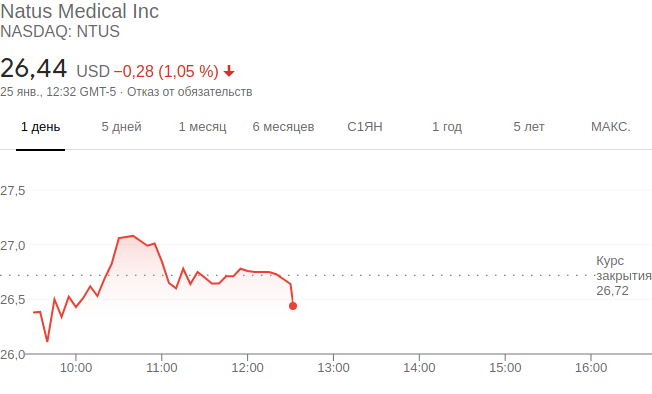 Natus Medical Inc
NASDAQ: NTUS
26,44 USD −0,28 (1,05 %)
25 янв., 12:32 GMT-5 · Отказ от обязательств
1 день 5 дней 1 месяц 6 месяцев С1ЯН 1 год 5 лет МАКС.
27,5
27,0
Курс
закрытия
26,72
26,5
26,0
10:00 11:00 12:00 13:00 14:00 15:00 16:00